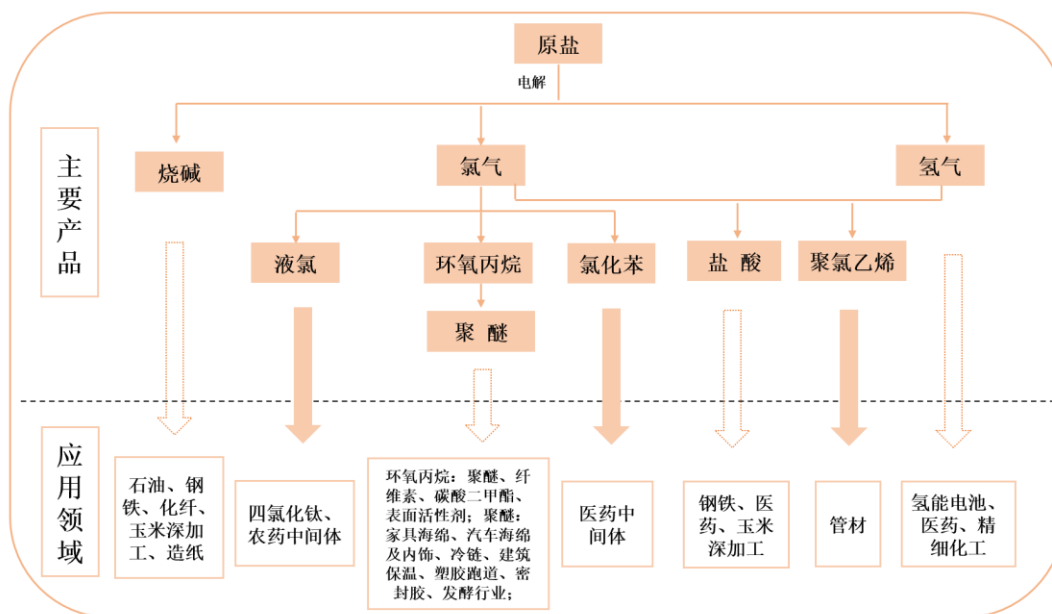 原盐
电解
主要产品
烧碱
氯气
氢气
液氯
环氧丙烷
氯化苯
盐 酸
聚氯乙烯
聚 醚
应用领域
石油、钢
铁、化纤、
玉米深加
工、造纸
四氯化钛、
农药中间体
环氧丙烷：聚醚、纤
维素、碳酸二甲酯、
表面活性剂；聚醚：
家具海绵、汽车海绵
及内饰、冷链、建筑
保温、塑胶跑道、密
封胶、发酵行业；
医药中
间体
钢铁、医
药、玉米
深加工
管材
氢能电池、
医药、精
细化工